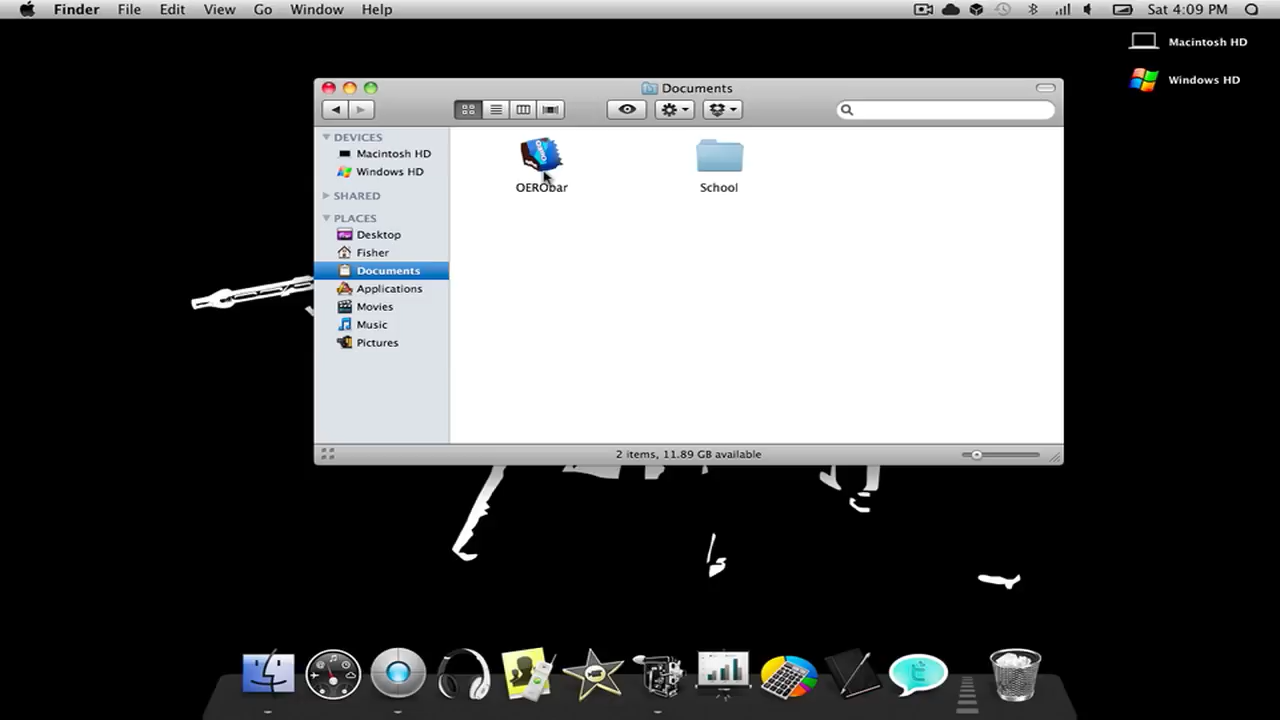 Finder File Edit View Go Window Help Sat 4:09 PM
Macintosh HD
Windows HD
Documents
DEVICES
Macintosh HD
Windows HD
SHARED
PLACES
Desktop
Fisher
Documents
Applications
Movies
Music
Pictures
OERObar
School
2 items, 11.89 GB available